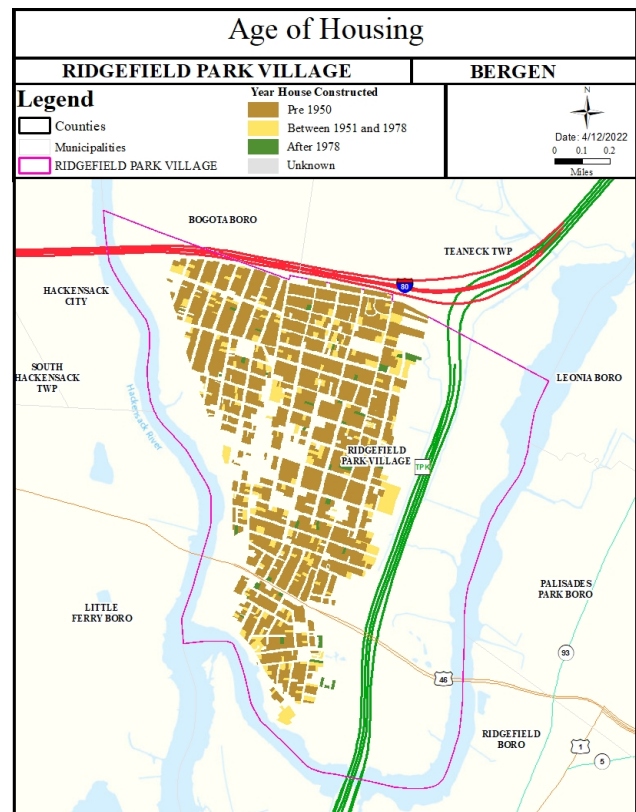 Age of Housing
RIDGEFIELD PARK VILLAGE
BERGEN
Legend
Counties
Municipalities
RIDGEFIELD PARK VILLAGE
Year House Constructed
Pre 1950
Between 1951 and 1978
After 1978
Unknown
N
Date: 4/12/2022
0 0.1 0.2
Miles
BOGOTA BORO
TEANECK TWP
HACKENSACK
CITY
80
SOUTH
HACKENSACK
TWP
LEONIA BORO
Hackensack River
RIDGEFIELD
PARK VILLAGE
TPK
PALISADES
PARK BORO
LITTLE
FERRY BORO
93
46
RIDGEFIELD
BORO
1
5